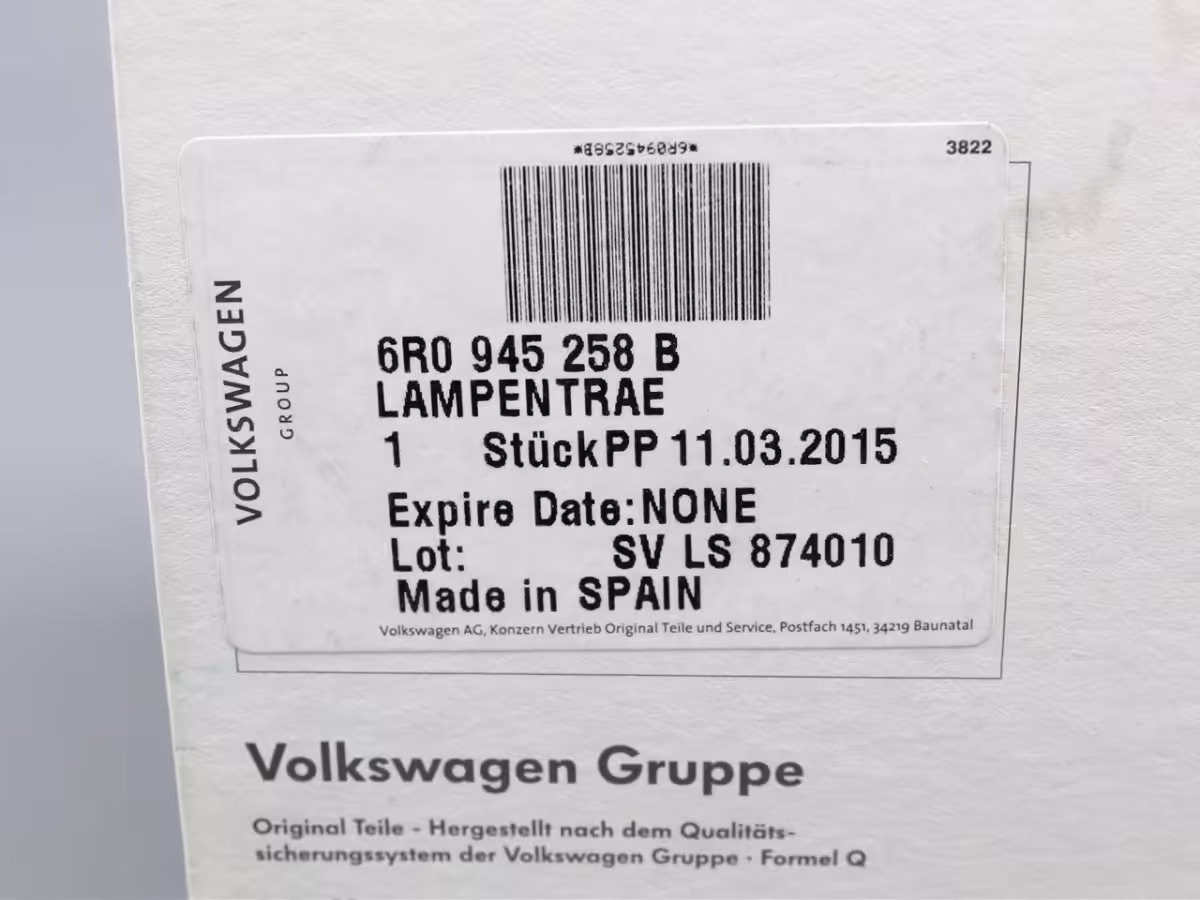 *6R0945258B*
3822
VOLKSWAGEN
GROUP
6R0 945 258 B
LAMPENTRAE
1 Stück PP 11.03.2015
Expire Date: NONE
Lot: SV LS 874010
Made in SPAIN
Volkswagen AG, Konzern Vertrieb Original Teile und Service, Postfach 1451, 34219 Baunatal
Volkswagen Gruppe
Original Teile - Hergestellt nach dem Qualitäts-
sicherungssystem der Volkswagen Gruppe · Formel Q